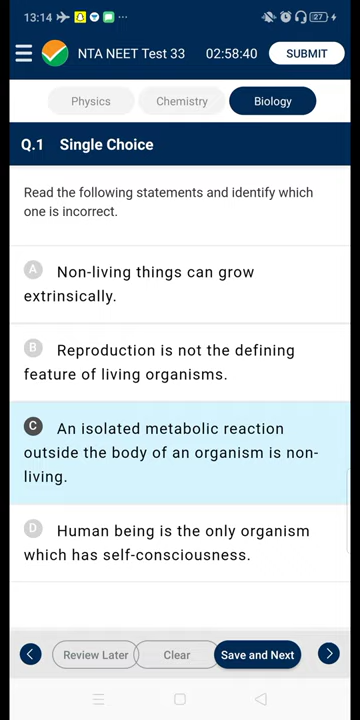 13:14
27
NTA NEET Test 33
02:58:40
SUBMIT
Physics
Chemistry
Biology
Q.1 Single Choice
Read the following statements and identify which
one is incorrect.
A Non-living things can grow
extrinsically.
B Reproduction is not the defining
feature of living organisms.
C An isolated metabolic reaction
outside the body of an organism is non-
living.
D Human being is the only organism
which has self-consciousness.
Review Later
Clear
Save and Next